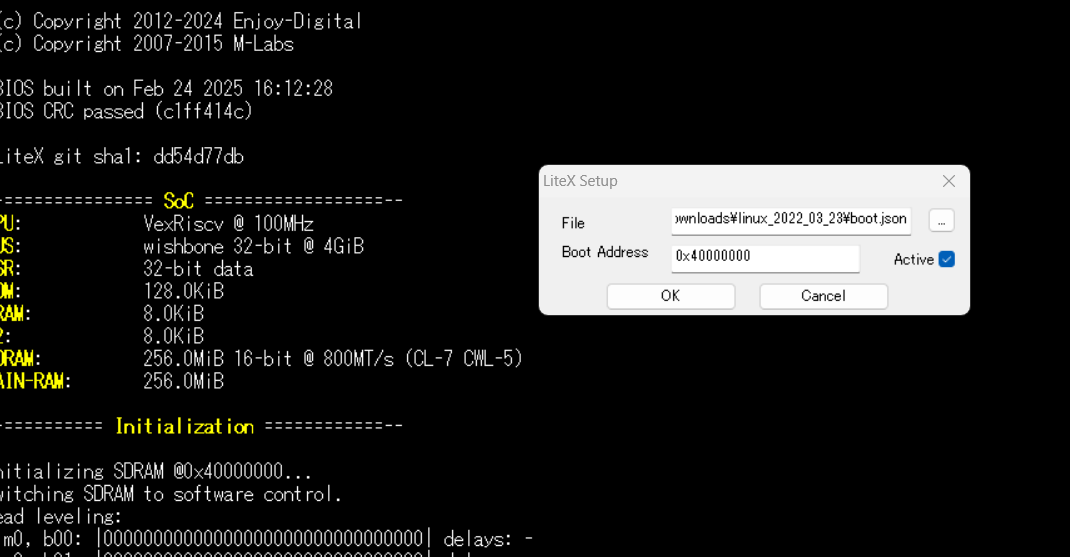 (c) Copyright 2012-2024 Enjoy-Digital
(c) Copyright 2007-2015 M-Labs
BIOS built on Feb 24 2025 16:12:28
BIOS CRC passed (c1ff414c)
LiteX git sha1: dd54d77db
--=============== SoC ==================--
PU: VexRiscv @ 100MHz
US: wishbone 32-bit @ 4GiB
SR: 32-bit data
OM: 128.0KiB
RAM: 8.0KiB
2: 8.0KiB
DRAM: 256.0MiB 16-bit @ 800MT/s (CL-7 CWL-5)
AIN-RAM: 256.0MiB
--========== Initialization ============--
nitializing SDRAM @0x40000000...
witching SDRAM to software control.
ead leveling:
m0, b00: |00000000000000000000000000000000| delays: -
LiteX Setup
File
ownloads¥linux_2022_03_23¥boot.json
...
Boot Address
0x40000000
Active
OK
Cancel